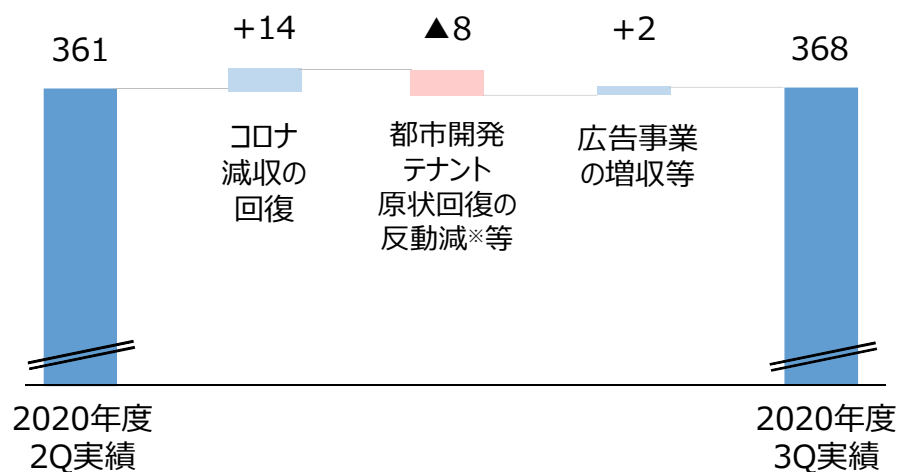 361
+14
▲8
+2
368
コロナ
減収の
回復
都市開発
テナント
原状回復の
反動減※等
広告事業
の増収等
2020年度
2Q実績
2020年度
3Q実績